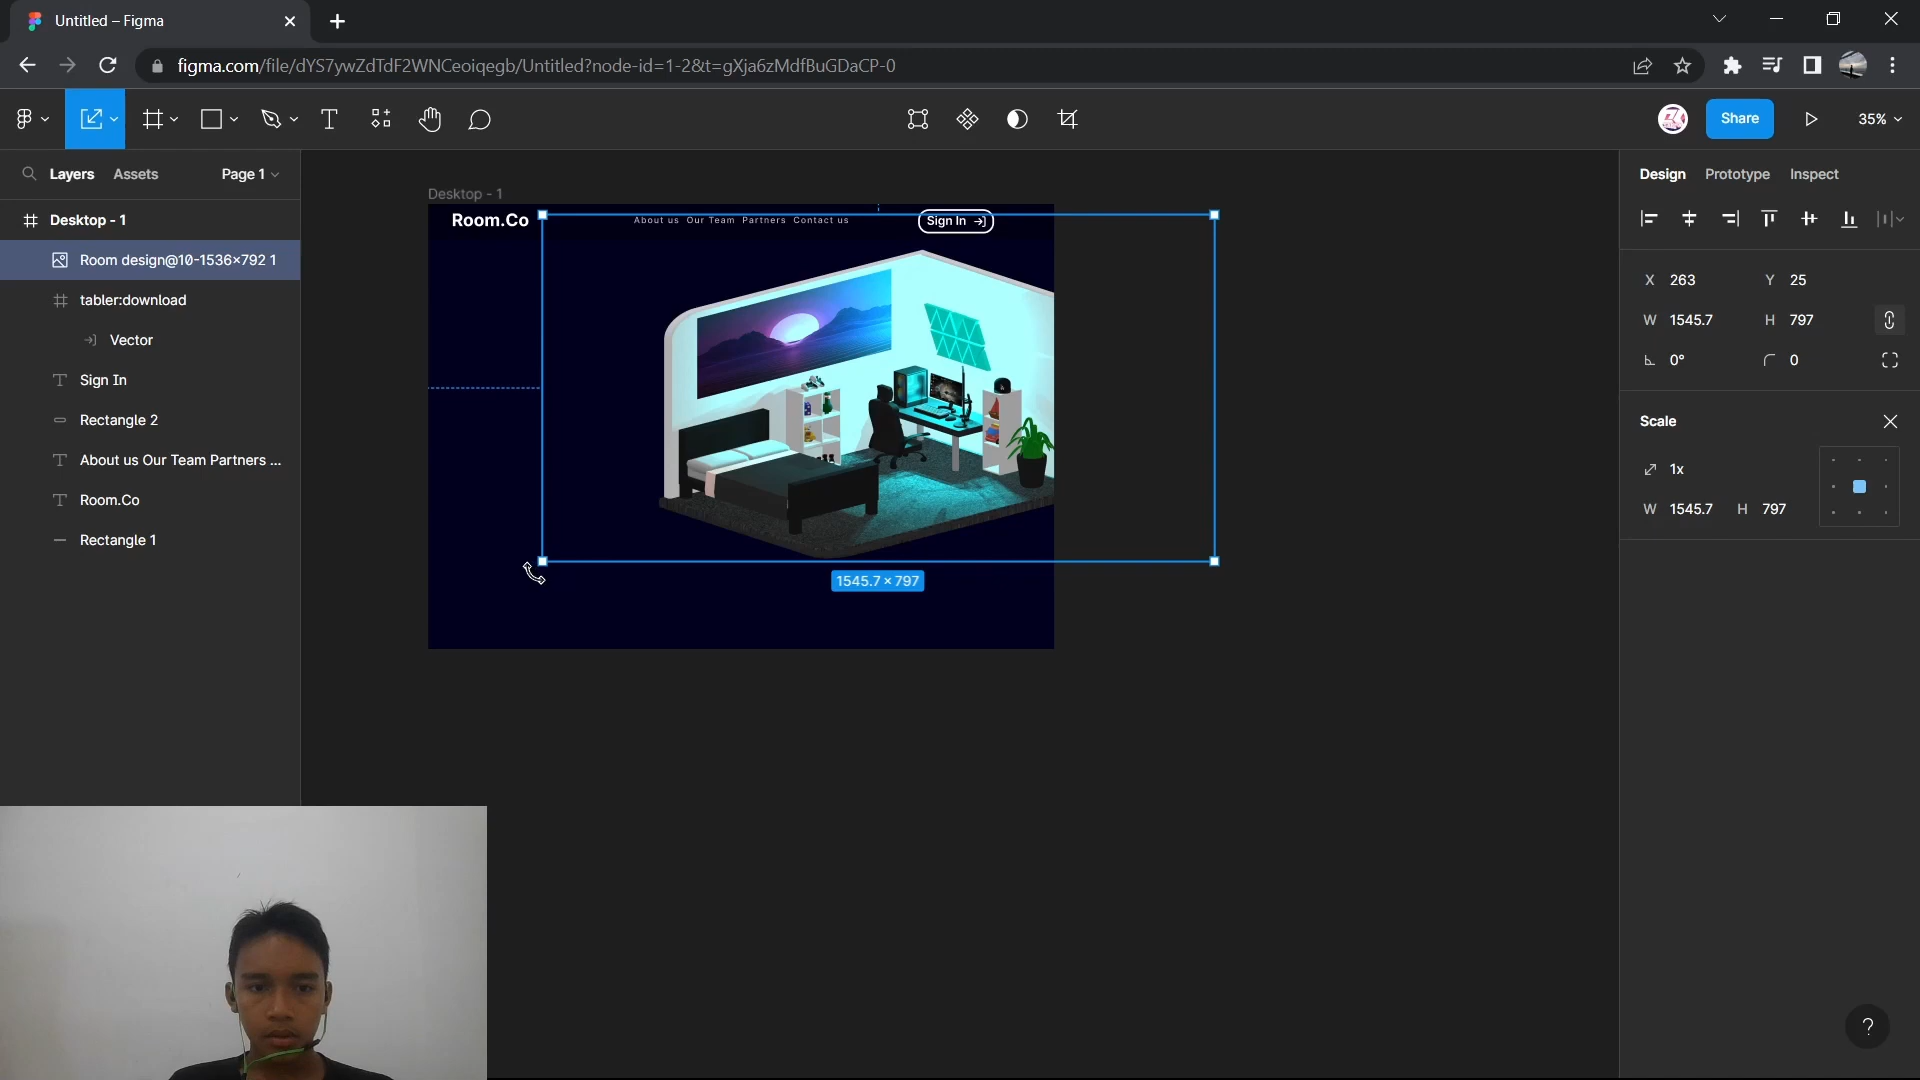 Untitled – Figma
figma.com/file/dYS7ywZdTdF2WNCeoiqegb/Untitled?node-id=1-2&t=gXja6zMdfBuGDaCP-0
Share
35%
Layers
Assets
Page 1
Design
Prototype
Inspect
Desktop - 1
Room design@10-1536×792 1
tabler:download
Vector
Sign In
Rectangle 2
About us Our Team Partners ...
Room.Co
Rectangle 1
Desktop - 1
Room.Co
About us Our Team Partners Contact us
Sign In
1545.7 × 797
X 263
Y 25
W 1545.7
H 797
0°
0
Scale
1x
W 1545.7 H 797
?